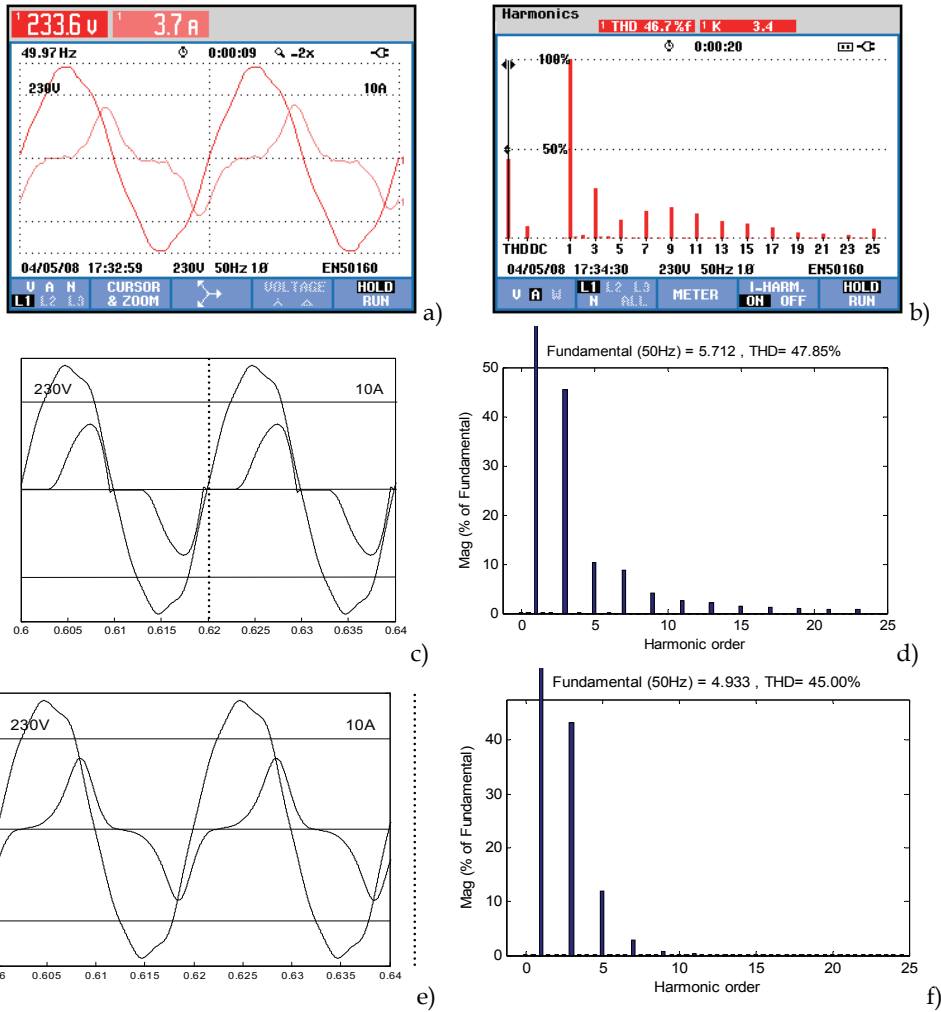 1 233.6 V 1 3.7 A
49.97 Hz 0:00:09 -2x
230V 10A
04/05/08 17:32:59 230V 50Hz 1Ø EN50160
V A N CURSOR VOLTAGE HOLD
L1 L2 L3 & ZOOM RUN
a)
Harmonics
1 THD 46.7%f 1 K 3.4
0:00:20
100%
50%
THDDC 1 3 5 7 9 11 13 15 17 19 21 23 25
04/05/08 17:34:30 230V 50Hz 1Ø EN50160
V A W L1 L2 L3 METER I-HARM. HOLD
N ALL ON OFF RUN
b)
230V 10A
0.6 0.605 0.61 0.615 0.62 0.625 0.63 0.635 0.64
c)
Fundamental (50Hz) = 5.712 , THD= 47.85%
Mag (% of Fundamental)
50
40
30
20
10
0
0 5 10 15 20 25
Harmonic order
d)
230V 10A
6 0.605 0.61 0.615 0.62 0.625 0.63 0.635 0.64
e)
Fundamental (50Hz) = 4.933 , THD= 45.00%
Mag (% of Fundamental)
40
30
20
10
0
0 5 10 15 20 25
Harmonic order
f)